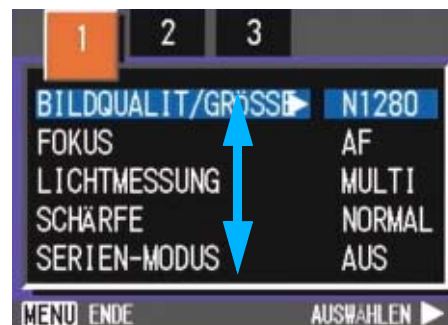 1 2 3
BILDQUALIT/GRÖSSE N1280
FOKUS AF
LICHTMESSUNG MULTI
SCHÄRFE NORMAL
SERIEN-MODUS AUS
MENU ENDE AUSWÄHLEN